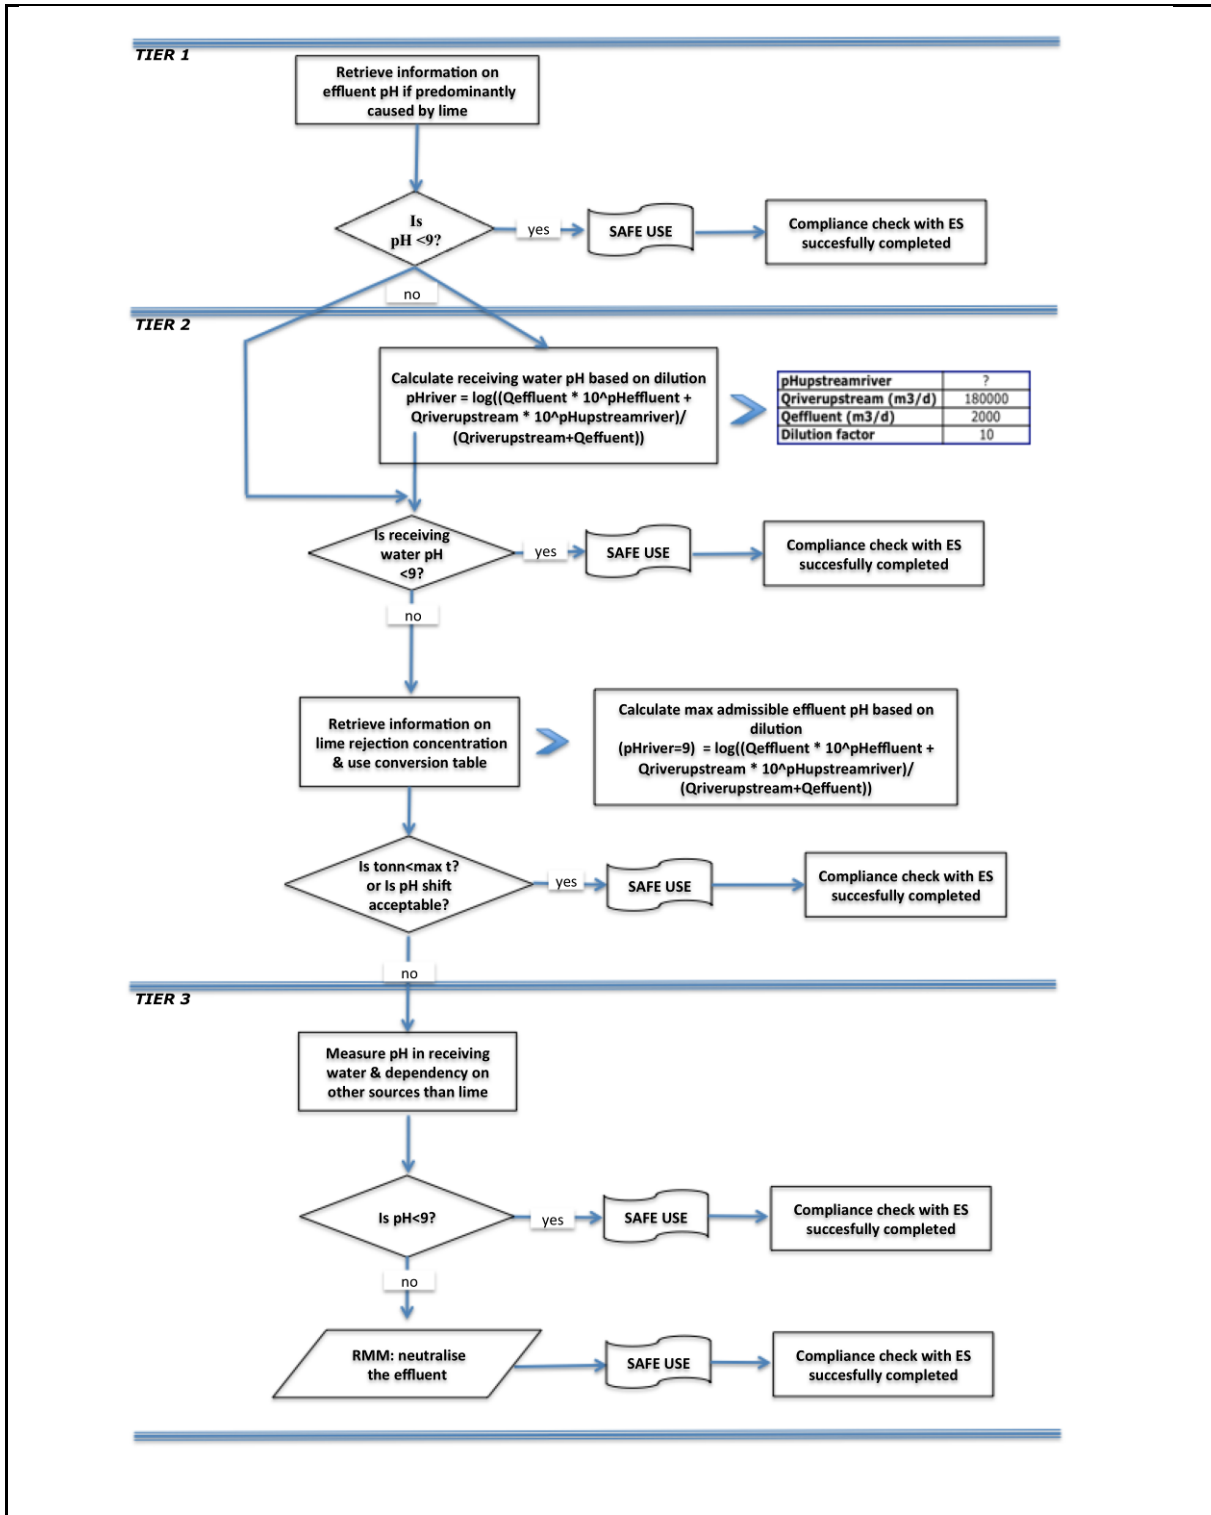 TIER 1
Retrieve information on
effluent pH if predominantly
caused by lime
Is
pH <9?
yes
SAFE USE
Compliance check with ES
succesfully completed
no
TIER 2
Calculate receiving water pH based on dilution
pHriver = log((Qeffluent * 10^pHeffluent +
Qriverupstream * 10^pHupstreamriver)/
(Qriverupstream+Qeffuent))
pHupstreamriver ?
Qriverupstream (m3/d) 180000
Qeffluent (m3/d) 2000
Dilution factor 10
Is receiving
water pH
<9?
yes
SAFE USE
Compliance check with ES
succesfully completed
no
Retrieve information on
lime rejection concentration
& use conversion table
Calculate max admissible effluent pH based on
dilution
(pHriver=9) = log((Qeffluent * 10^pHeffluent +
Qriverupstream * 10^pHupstreamriver)/
(Qriverupstream+Qeffuent))
Is tonn<max t?
or Is pH shift
acceptable?
yes
SAFE USE
Compliance check with ES
succesfully completed
no
TIER 3
Measure pH in receiving
water & dependency on
other sources than lime
Is pH<9?
yes
SAFE USE
Compliance check with ES
succesfully completed
no
RMM: neutralise
the effluent
SAFE USE
Compliance check with ES
succesfully completed